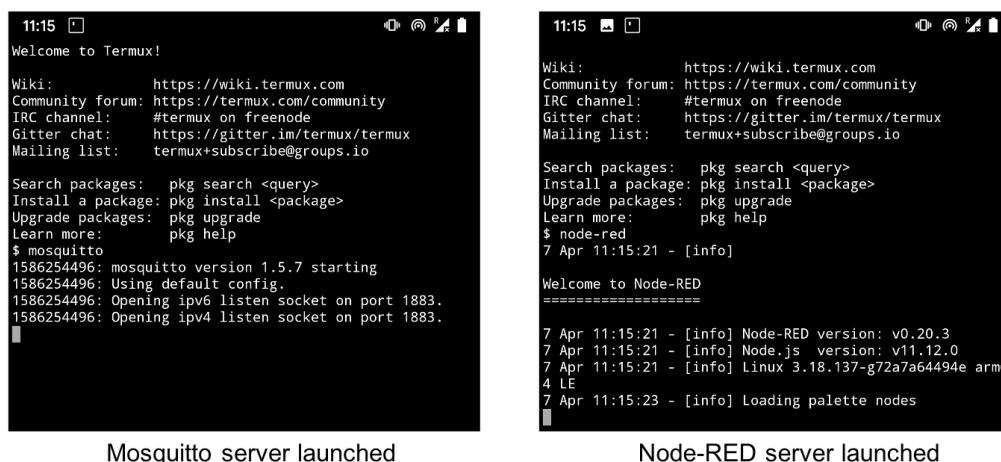 11:15
Welcome to Termux!
Wiki: https://wiki.termux.com
Community forum: https://termux.com/community
IRC channel: #termux on freenode
Gitter chat: https://gitter.im/termux/termux
Mailing list: termux+subscribe@groups.io
Search packages: pkg search <query>
Install a package: pkg install <package>
Upgrade packages: pkg upgrade
Learn more: pkg help
$ mosquitto
1586254496: mosquitto version 1.5.7 starting
1586254496: Using default config.
1586254496: Opening ipv6 listen socket on port 1883.
1586254496: Opening ipv4 listen socket on port 1883.
Mosquitto server launched
11:15
Wiki: https://wiki.termux.com
Community forum: https://termux.com/community
IRC channel: #termux on freenode
Gitter chat: https://gitter.im/termux/termux
Mailing list: termux+subscribe@groups.io
Search packages: pkg search <query>
Install a package: pkg install <package>
Upgrade packages: pkg upgrade
Learn more: pkg help
$ node-red
7 Apr 11:15:21 - [info]
Welcome to Node-RED
===================
7 Apr 11:15:21 - [info] Node-RED version: v0.20.3
7 Apr 11:15:21 - [info] Node.js version: v11.12.0
7 Apr 11:15:21 - [info] Linux 3.18.137-g72a7a64494e arm
4 LE
7 Apr 11:15:23 - [info] Loading palette nodes
Node-RED server launched